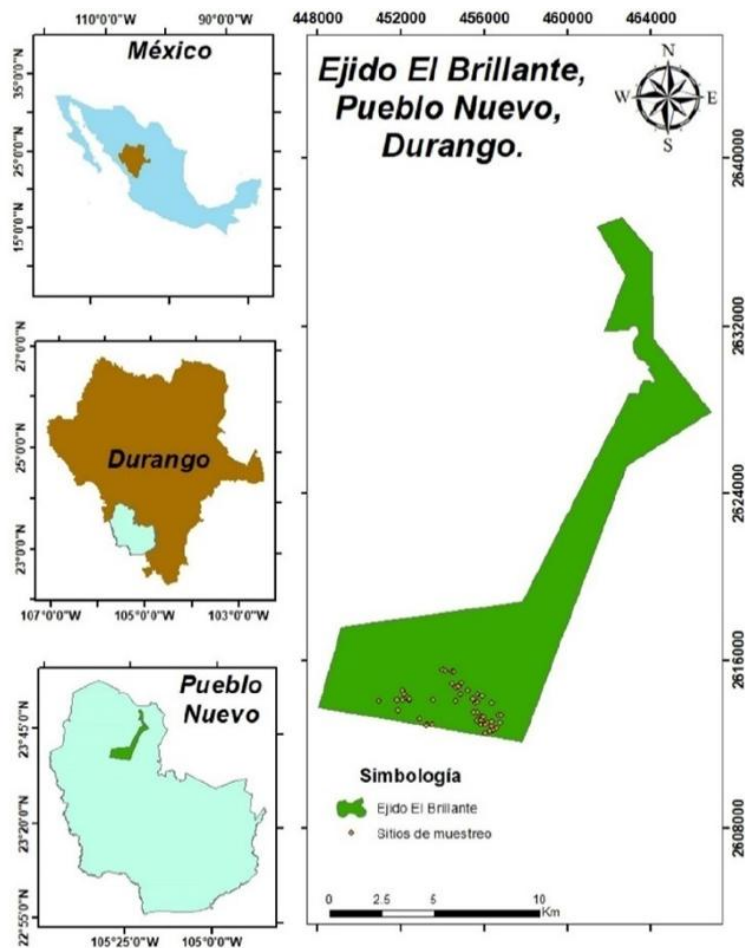 110°0'0"W 90°0'0"W
México
35°0'0"N
25°0'0"N
15°0'0"N
27°0'0"N
25°0'0"N
23°0'0"N
Durango
107°0'0"W 105°0'0"W 103°0'0"W
Pueblo
Nuevo
23°45'0"N
23°20'0"N
22°55'0"N
105°25'0"W 105°0'0"W
448000 452000 456000 460000 464000
Ejido El Brillante,
Pueblo Nuevo,
Durango.
N
W E
S
2640000
2632000
2624000
2616000
2608000
Simbología
Ejido El Brillante
Sitios de muestreo
0 2.5 5 10
Km